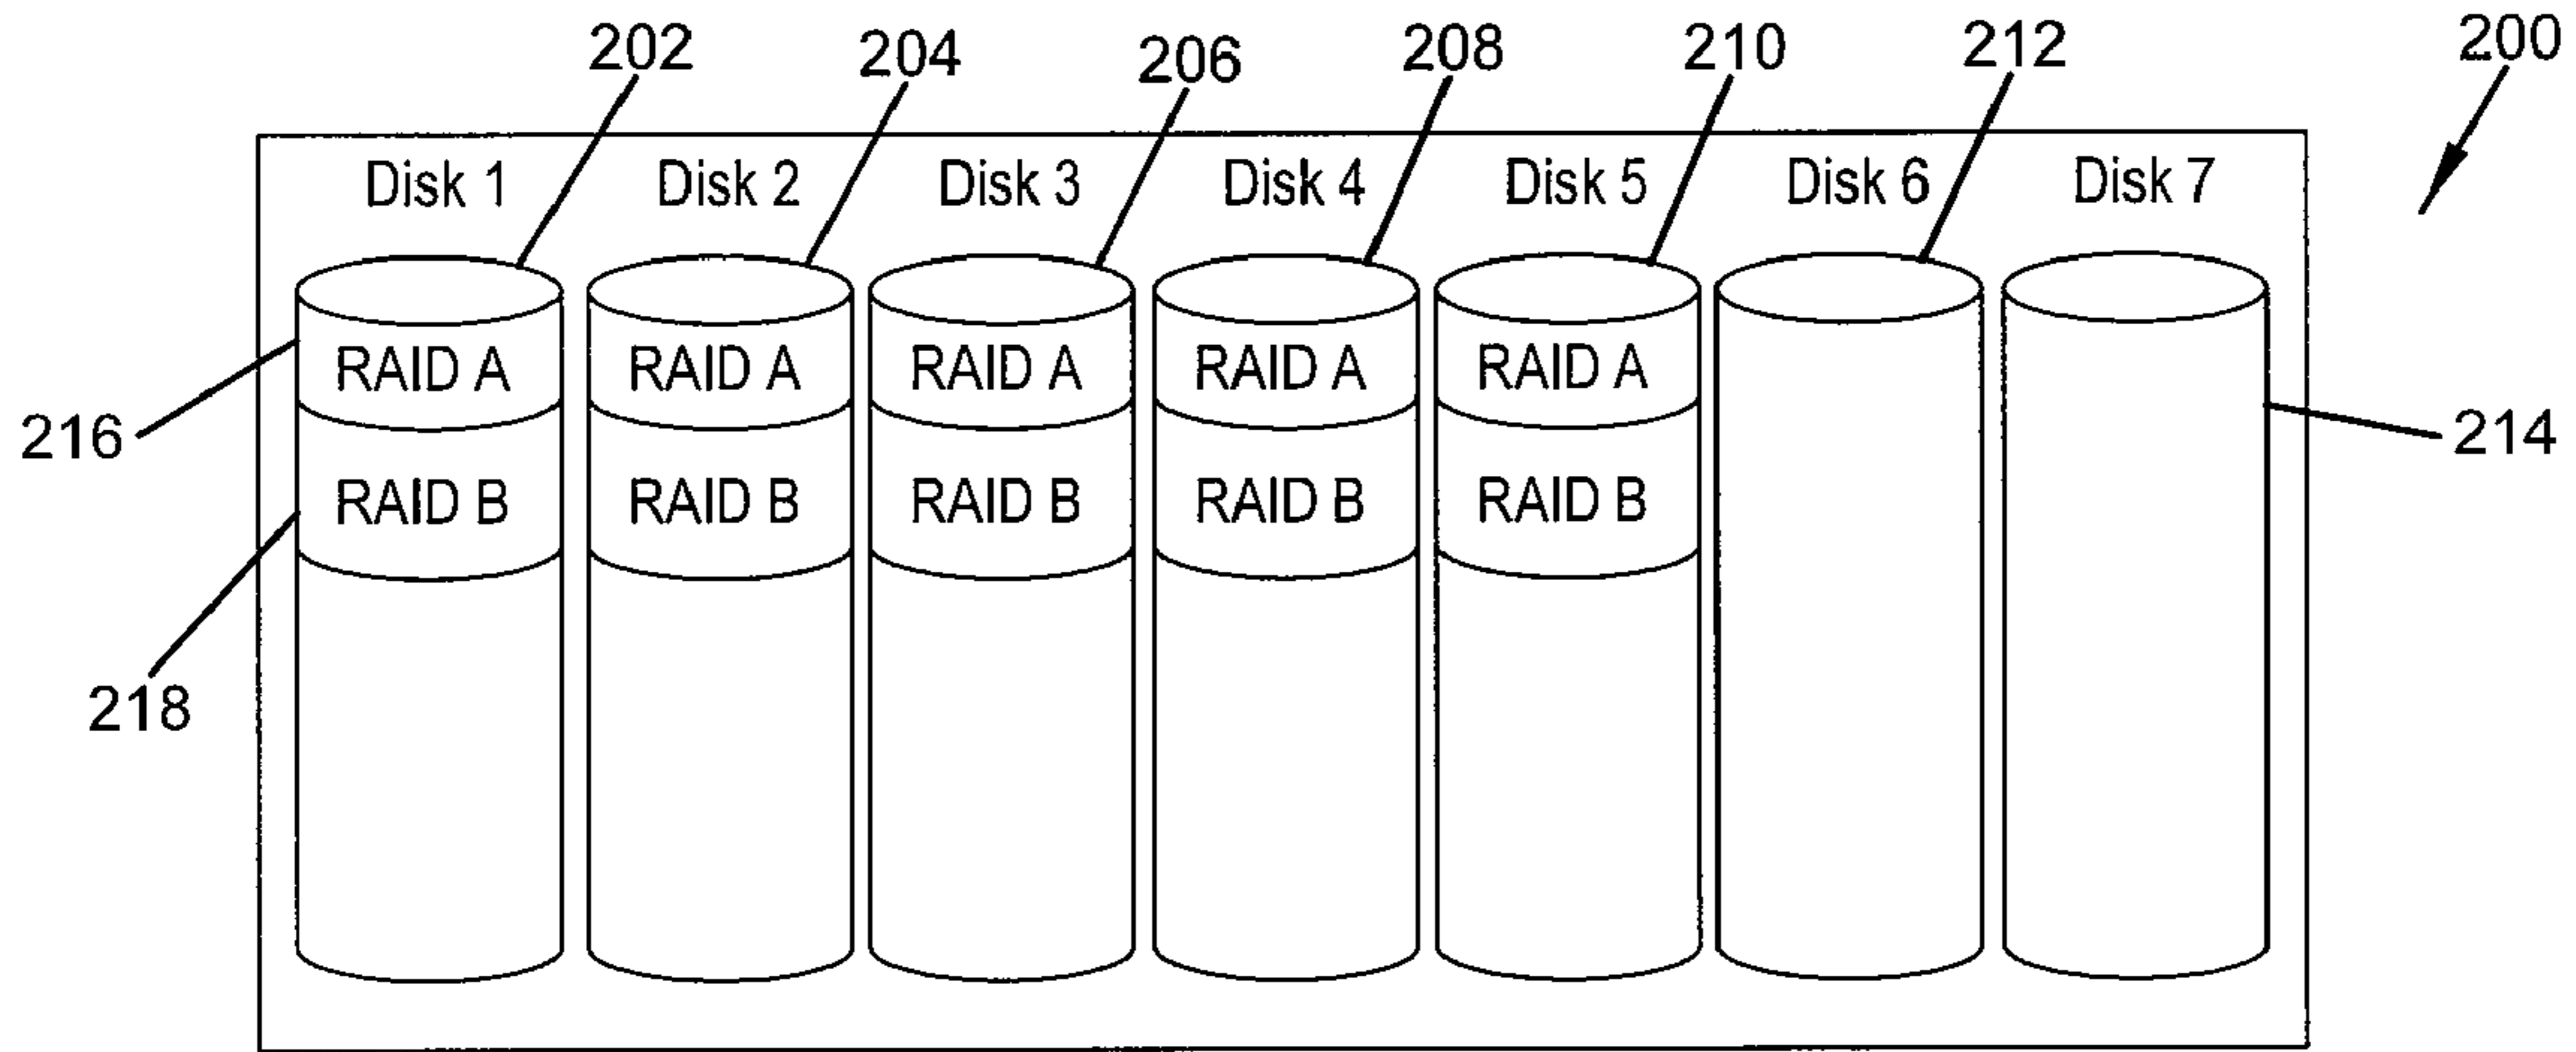 202 204 206 208 210 212 200
Disk 1 Disk 2 Disk 3 Disk 4 Disk 5 Disk 6 Disk 7
RAID A RAID A RAID A RAID A RAID A
216 214
RAID B RAID B RAID B RAID B RAID B
218